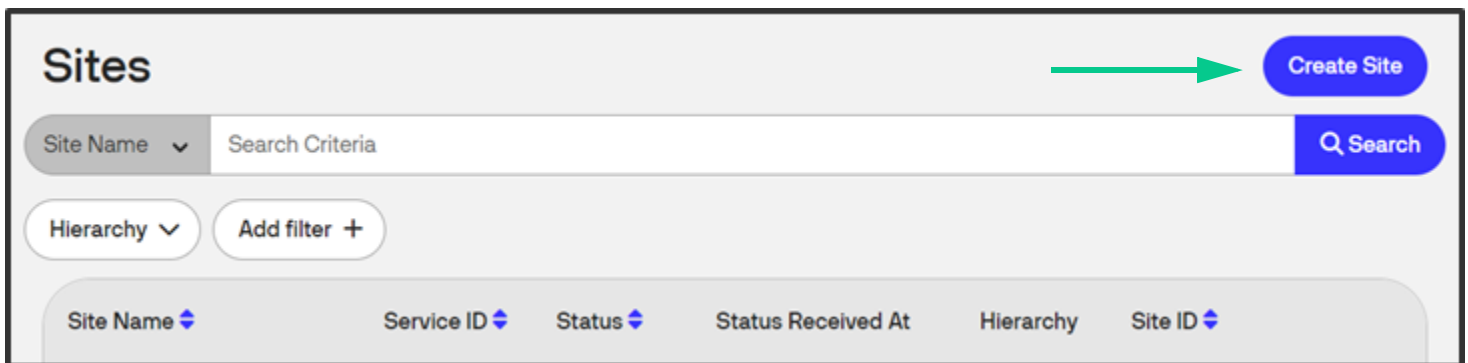 Sites
Create Site
Site Name Search Criteria Search
Hierarchy Add filter +
Site Name Service ID Status Status Received At Hierarchy Site ID